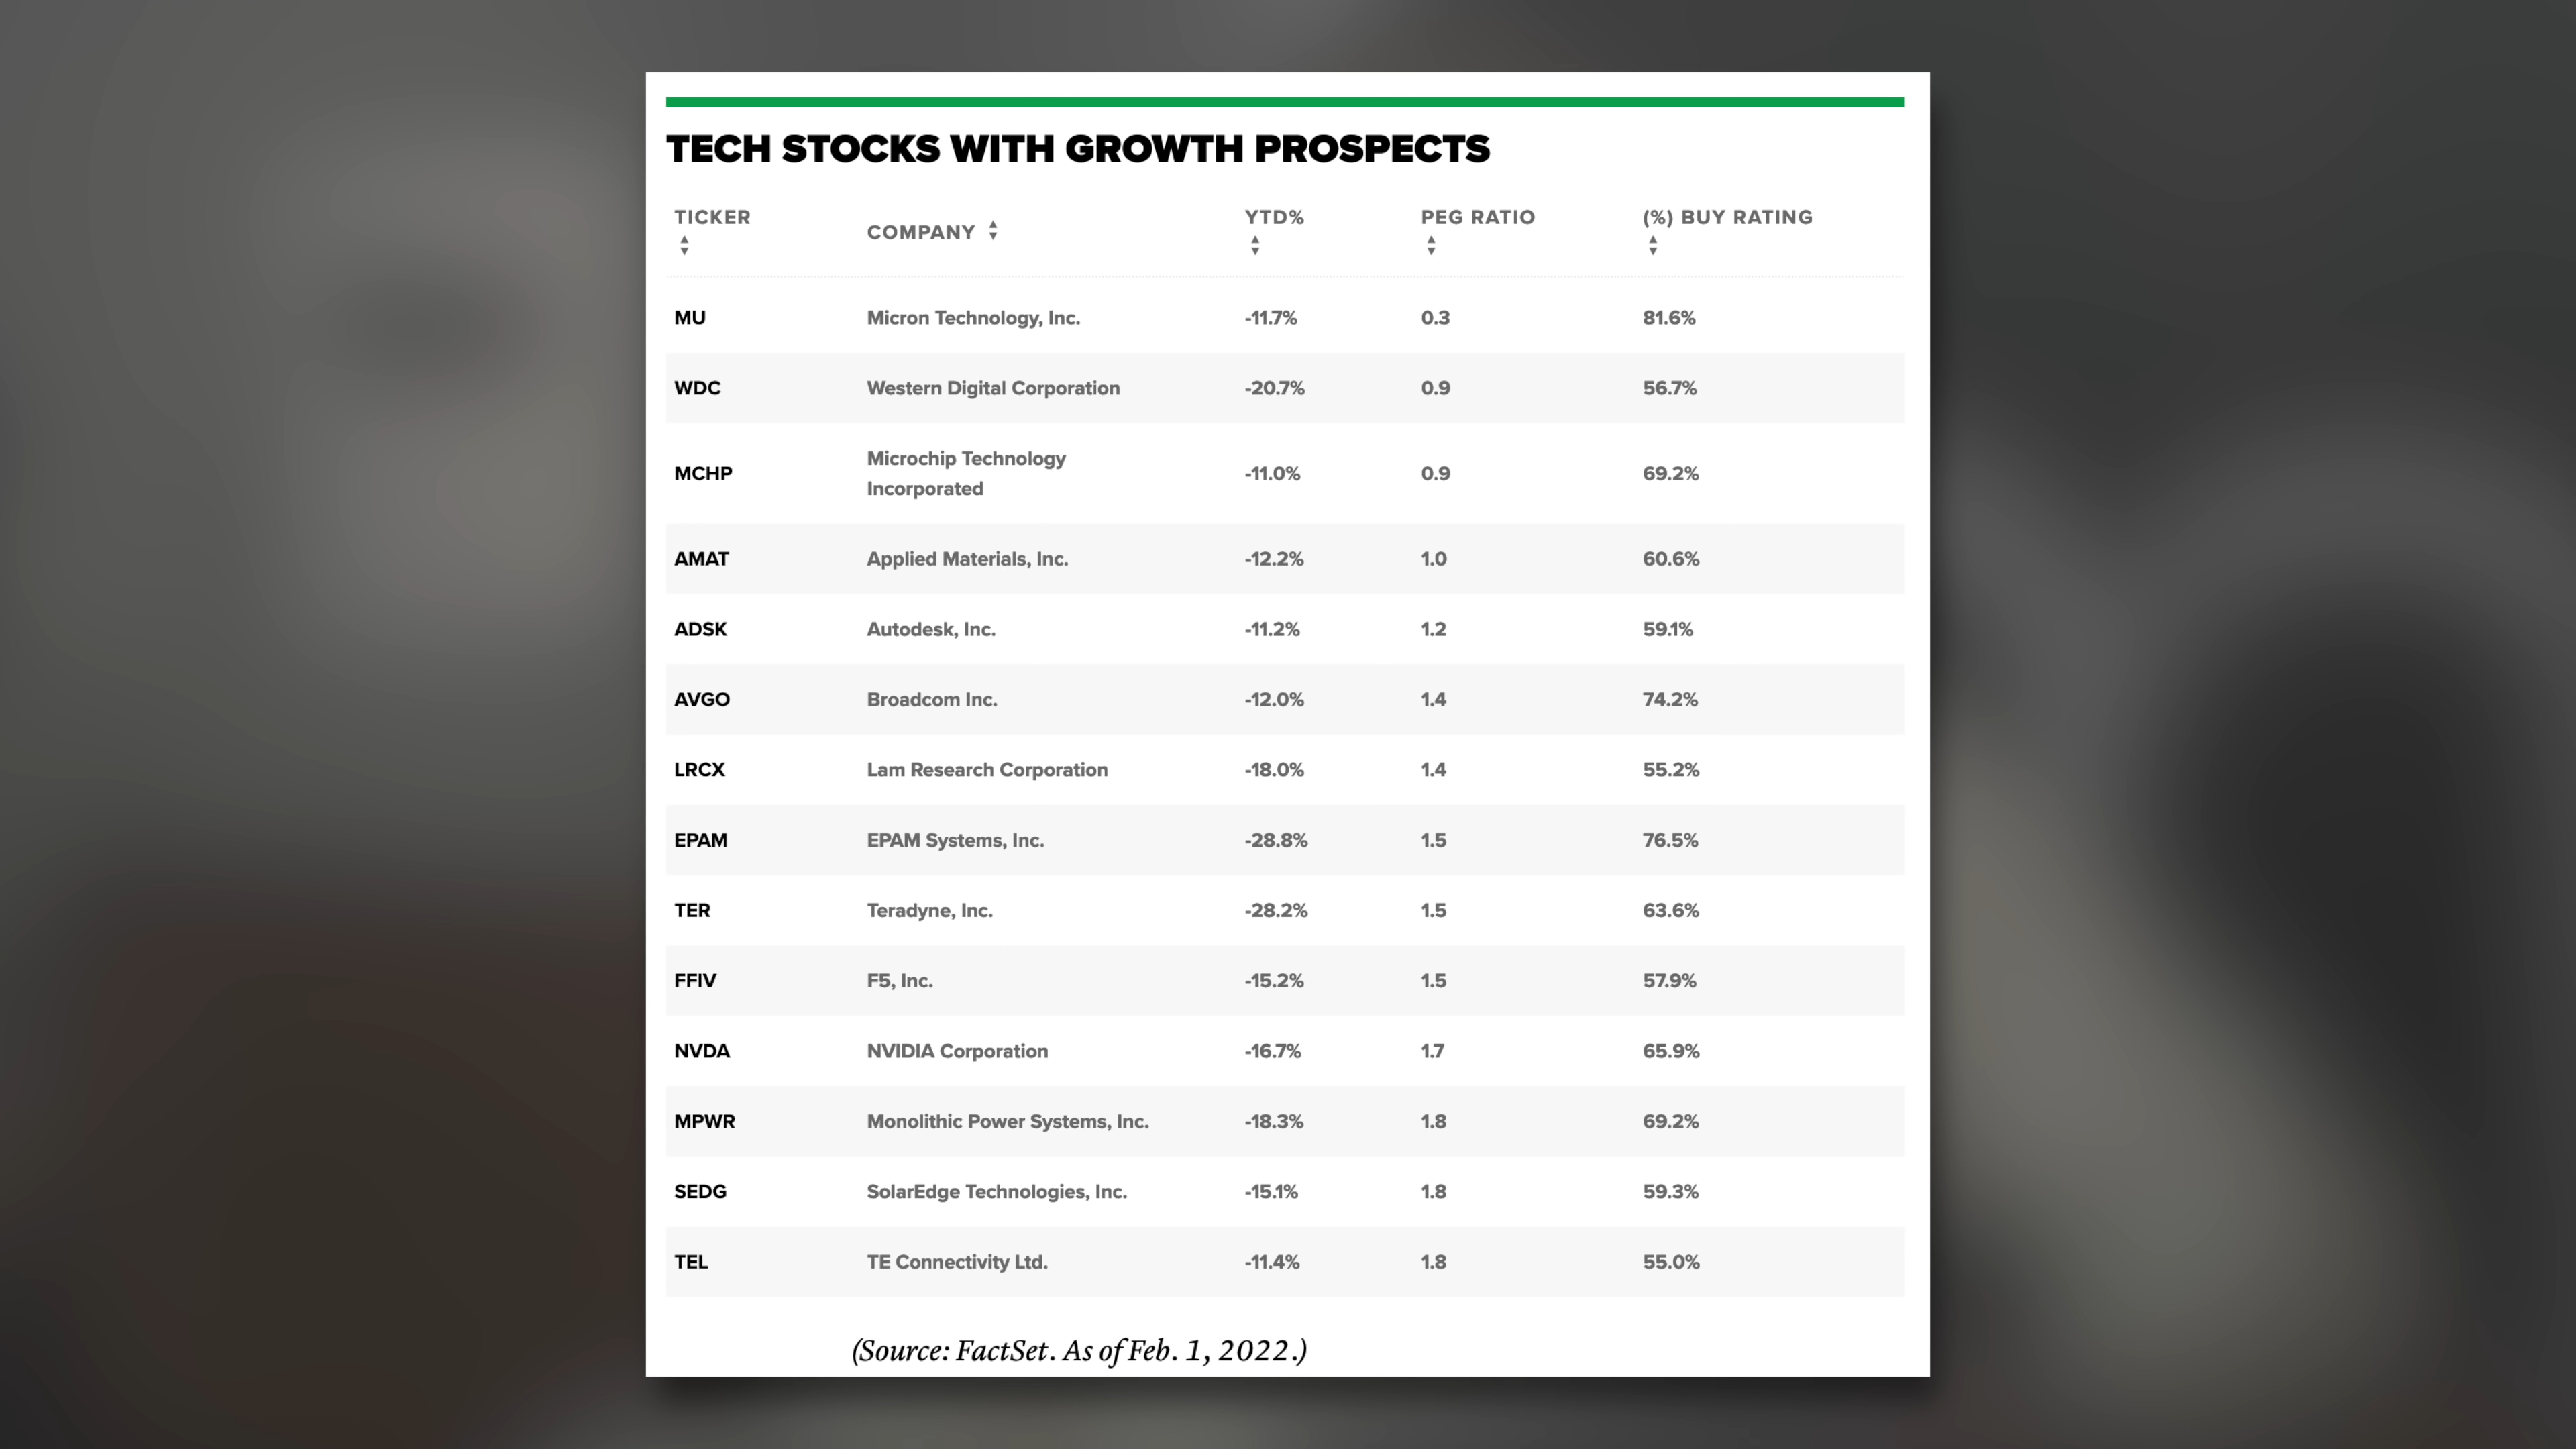 TECH STOCKS WITH GROWTH PROSPECTS
TICKER COMPANY YTD% PEG RATIO (%) BUY RATING
MU Micron Technology, Inc. -11.7% 0.3 81.6%
WDC Western Digital Corporation -20.7% 0.9 56.7%
MCHP Microchip Technology Incorporated -11.0% 0.9 69.2%
AMAT Applied Materials, Inc. -12.2% 1.0 60.6%
ADSK Autodesk, Inc. -11.2% 1.2 59.1%
AVGO Broadcom Inc. -12.0% 1.4 74.2%
LRCX Lam Research Corporation -18.0% 1.4 55.2%
EPAM EPAM Systems, Inc. -28.8% 1.5 76.5%
TER Teradyne, Inc. -28.2% 1.5 63.6%
FFIV F5, Inc. -15.2% 1.5 57.9%
NVDA NVIDIA Corporation -16.7% 1.7 65.9%
MPWR Monolithic Power Systems, Inc. -18.3% 1.8 69.2%
SEDG SolarEdge Technologies, Inc. -15.1% 1.8 59.3%
TEL TE Connectivity Ltd. -11.4% 1.8 55.0%
(Source: FactSet. As of Feb. 1, 2022.)